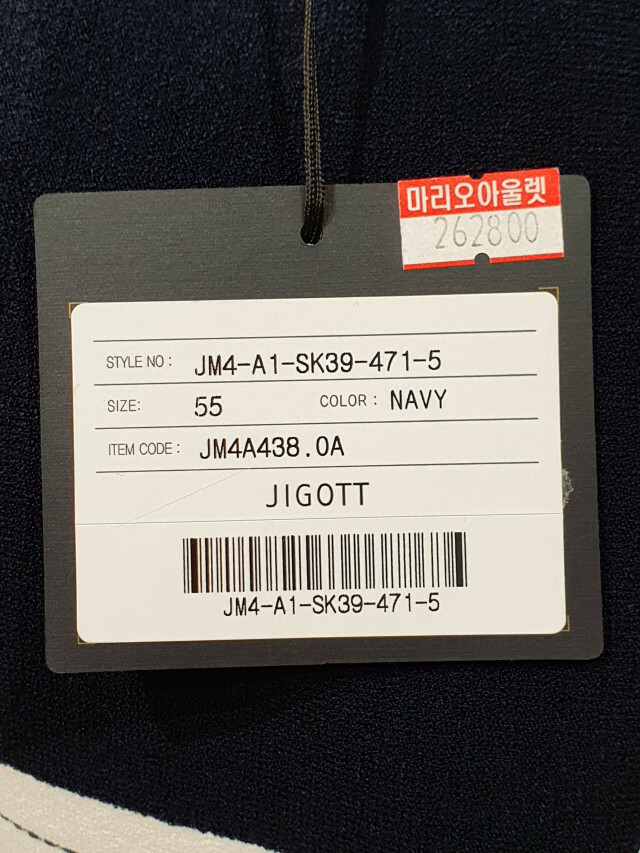 마리오아울렛
262800
STYLE NO : JM4-A1-SK39-471-5
SIZE: 55 COLOR : NAVY
ITEM CODE : JM4A438.0A
JIGOTT
JM4-A1-SK39-471-5